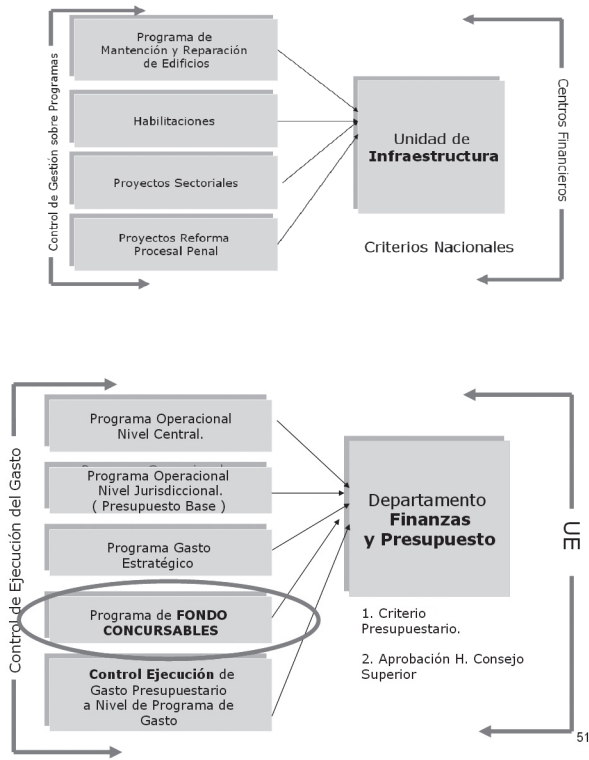 Control de Gestión sobre Programas
Programa de
Mantención y Reparación
de Edificios
Habilitaciones
Proyectos Sectoriales
Proyectos Reforma
Procesal Penal
Unidad de
Infraestructura
Criterios Nacionales
Centros Financieros
Control de Ejecución del Gasto
Programa Operacional
Nivel Central.
Programa Operacional
Nivel Jurisdiccional.
( Presupuesto Base )
Programa Gasto
Estratégico
Programa de FONDO
CONCURSABLES
Control Ejecución de
Gasto Presupuestario
a Nivel de Programa de
Gasto
Departamento
Finanzas
y Presupuesto
1. Criterio
Presupuestario.
2. Aprobación H. Consejo
Superior
UE
51